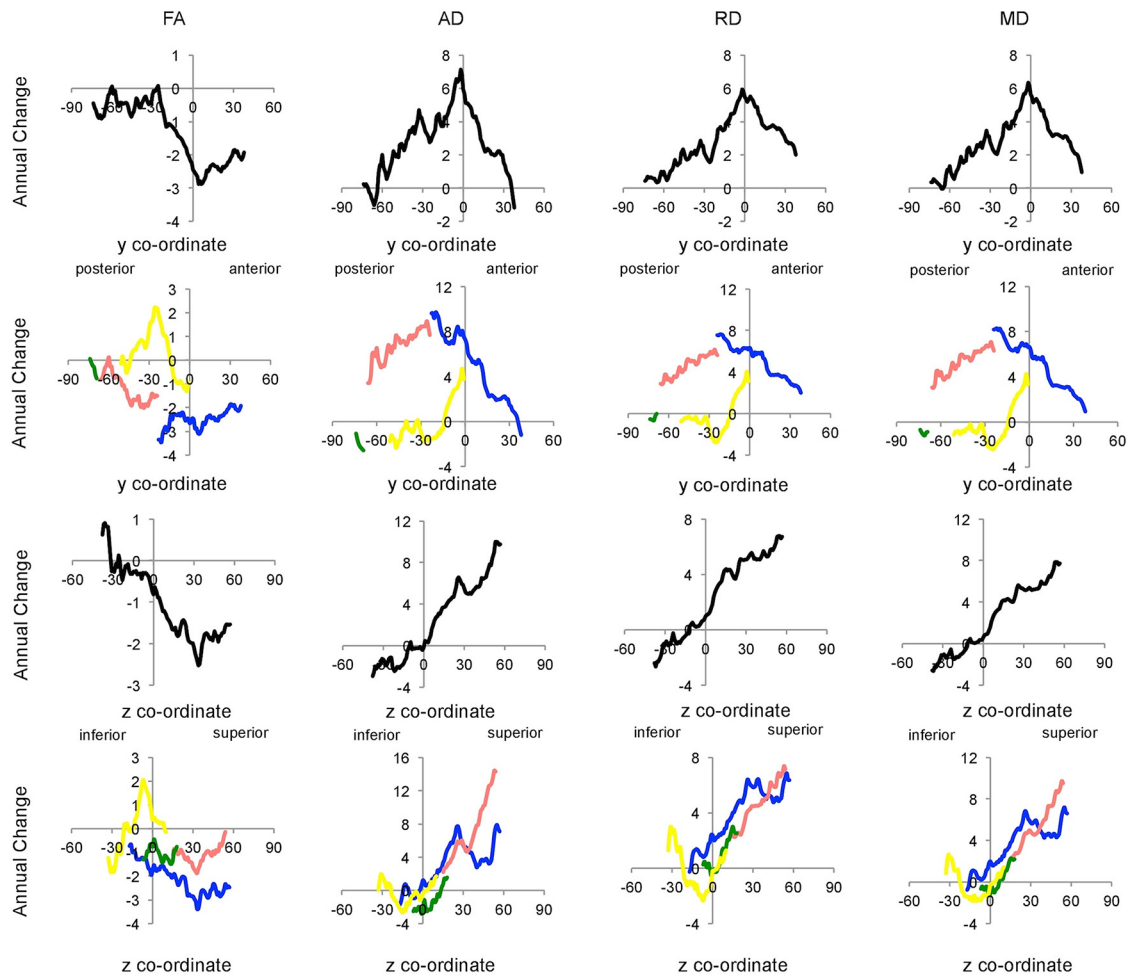 FA AD RD MD
1 8 8 8
0 6 6 6
-90 -60 -30 0 30 60
-1 4 4 4
-2 2 2 2
-3 0 0 0
-90 -60 -30 0 30 60 -90 -60 -30 0 30 60 -90 -60 -30 0 30 60
-4 -2 -2 -2
Annual Change
y co-ordinate y co-ordinate y co-ordinate y co-ordinate
posterior anterior posterior anterior posterior anterior posterior anterior
3 12 12 12
2
1 8 8 8
0
-90 -60 -30 0 30 60
-1 4 4 4
-2 0 0 0
-90 -60 -30 0 30 60 -90 -60 -30 0 30 60 -90 -60 -30 0 30 60
-3
-4 -4 -4 -4
Annual Change
y co-ordinate y co-ordinate y co-ordinate y co-ordinate
1 12 8 12
0 8 4 8
-60 -30 0 30 60 90
-1 4 0 4
-60 -30 0 30 60 90
-2 0 0
-60 -30 0 30 60 90 -60 -30 0 30 60 90
-3 -4 -4 -4
Annual Change
z co-ordinate z co-ordinate z co-ordinate z co-ordinate
inferior superior inferior superior inferior superior inferior superior
3 16 8 12
2 12
1 8 4 8
0
-60 -30 0 30 60 90
-1 4 0 4
-60 -30 0 30 60 90
-2 0 0
-60 -30 0 30 60 90 -60 -30 0 30 60 90
-3
-4 -4 -4 -4
Annual Change
z co-ordinate z co-ordinate z co-ordinate z co-ordinate